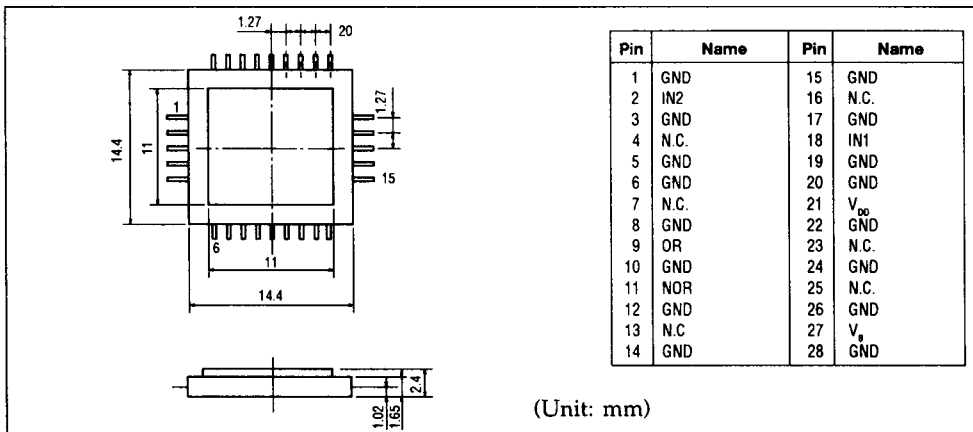 1.27
20
1
1.27
14.4
11
15
6
11
14.4
2.4
1.02
1.65
Pin Name Pin Name
1 GND 15 GND
2 IN2 16 N.C.
3 GND 17 GND
4 N.C. 18 IN1
5 GND 19 GND
6 GND 20 GND
7 N.C. 21 V_DD
8 GND 22 GND
9 OR 23 N.C.
10 GND 24 GND
11 NOR 25 N.C.
12 GND 26 GND
13 N.C 27 V_B
14 GND 28 GND
(Unit: mm)